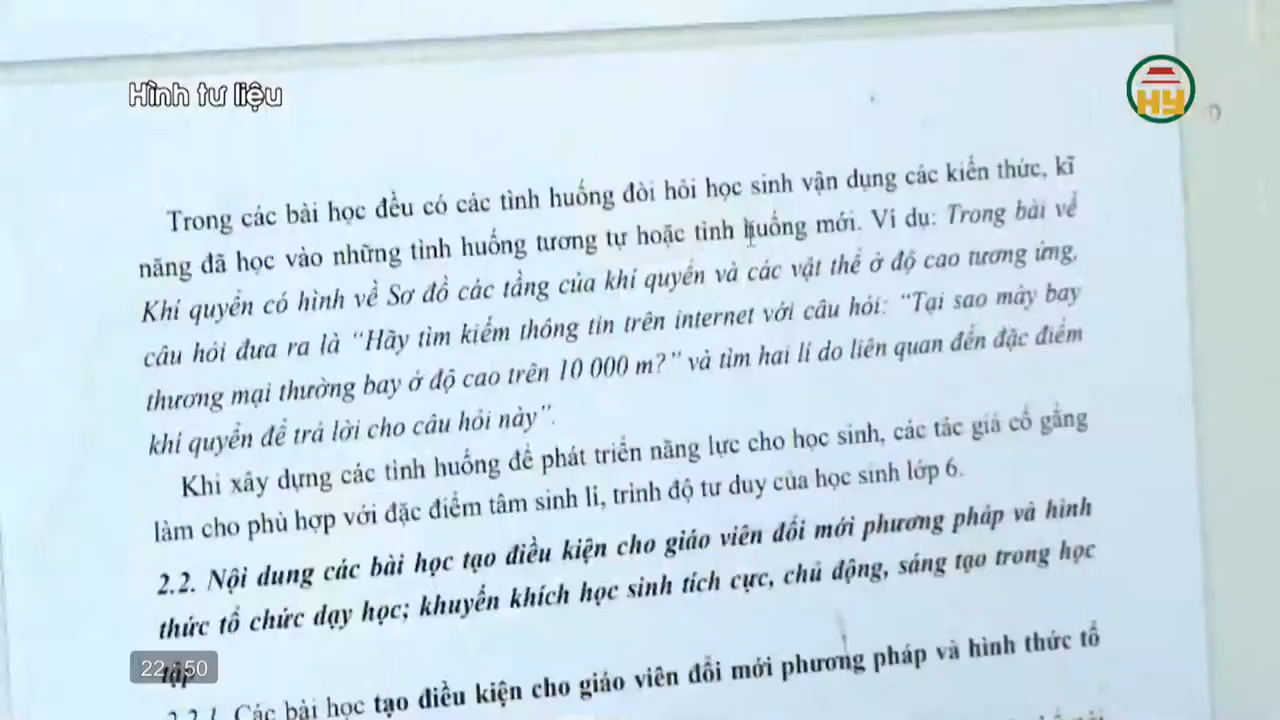 Hình tư liệu
HY
Trong các bài học đều có các tình huống đòi hỏi học sinh vận dụng các kiến thức, kĩ
năng đã học vào những tình huống tương tự hoặc tình huống mới. Ví dụ: Trong bài về
Khí quyển có hình vẽ Sơ đồ các tầng của khí quyển và các vật thể ở độ cao tương ứng,
câu hỏi đưa ra là “Hãy tìm kiếm thông tin trên internet với câu hỏi: “Tại sao máy bay
thương mại thường bay ở độ cao trên 10 000 m?” và tìm hai lí do liên quan đến đặc điểm
khí quyển để trả lời cho câu hỏi này”.
Khi xây dựng các tình huống để phát triển năng lực cho học sinh, các tác giả cố gắng
làm cho phù hợp với đặc điểm tâm sinh lí, trình độ tư duy của học sinh lớp 6.
2.2. Nội dung các bài học tạo điều kiện cho giáo viên đổi mới phương pháp và hình
thức tổ chức dạy học; khuyến khích học sinh tích cực, chủ động, sáng tạo trong học
tập
22 50
2.2.1. Các bài học tạo điều kiện cho giáo viên đổi mới phương pháp và hình thức tổ